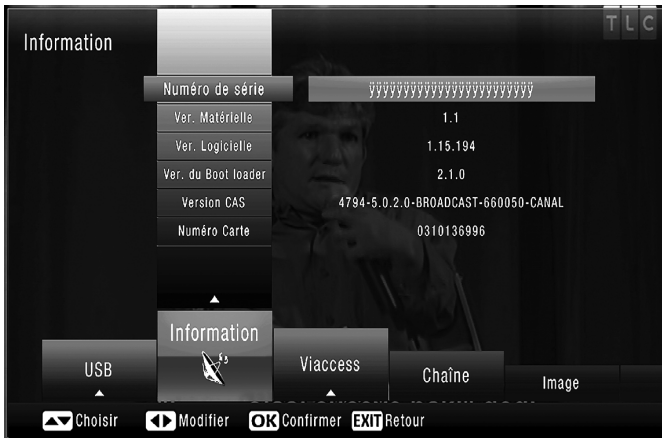 TLC
Information
Numéro de série ÿÿÿÿÿÿÿÿÿÿÿÿÿÿÿÿÿÿÿÿÿÿÿÿ
Ver. Matérielle 1.1
Ver. Logicielle 1.15.194
Ver. du Boot loader 2.1.0
Version CAS 4794-5.0.2.0-BROADCAST-660050-CANAL
Numéro Carte 0310136996
Information
USB
Viaccess
Chaîne
Image
Choisir Modifier OK Confirmer EXIT Retour